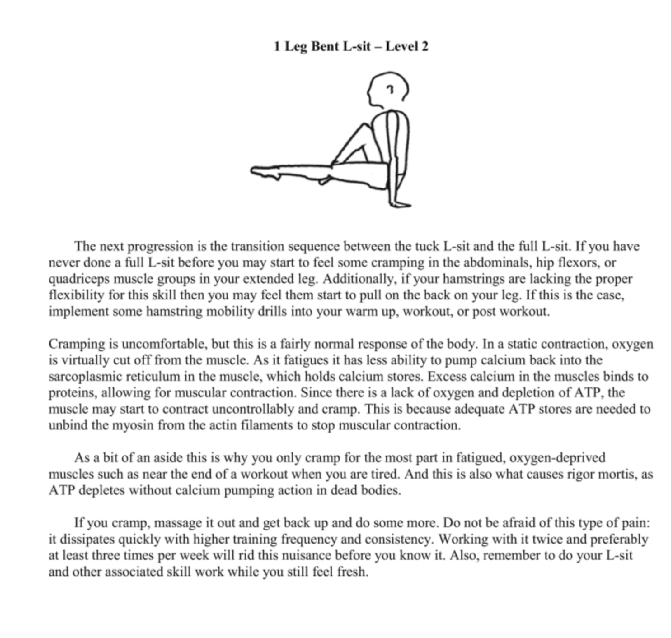 1 Leg Bent L-sit – Level 2
The next progression is the transition sequence between the tuck L-sit and the full L-sit. If you have
never done a full L-sit before you may start to feel some cramping in the abdominals, hip flexors, or
quadriceps muscle groups in your extended leg. Additionally, if your hamstrings are lacking the proper
flexibility for this skill then you may feel them start to pull on the back on your leg. If this is the case,
implement some hamstring mobility drills into your warm up, workout, or post workout.
Cramping is uncomfortable, but this is a fairly normal response of the body. In a static contraction, oxygen
is virtually cut off from the muscle. As it fatigues it has less ability to pump calcium back into the
sarcoplasmic reticulum in the muscle, which holds calcium stores. Excess calcium in the muscles binds to
proteins, allowing for muscular contraction. Since there is a lack of oxygen and depletion of ATP, the
muscle may start to contract uncontrollably and cramp. This is because adequate ATP stores are needed to
unbind the myosin from the actin filaments to stop muscular contraction.
As a bit of an aside this is why you only cramp for the most part in fatigued, oxygen-deprived
muscles such as near the end of a workout when you are tired. And this is also what causes rigor mortis, as
ATP depletes without calcium pumping action in dead bodies.
If you cramp, massage it out and get back up and do some more. Do not be afraid of this type of pain:
it dissipates quickly with higher training frequency and consistency. Working with it twice and preferably
at least three times per week will rid this nuisance before you know it. Also, remember to do your L-sit
and other associated skill work while you still feel fresh.